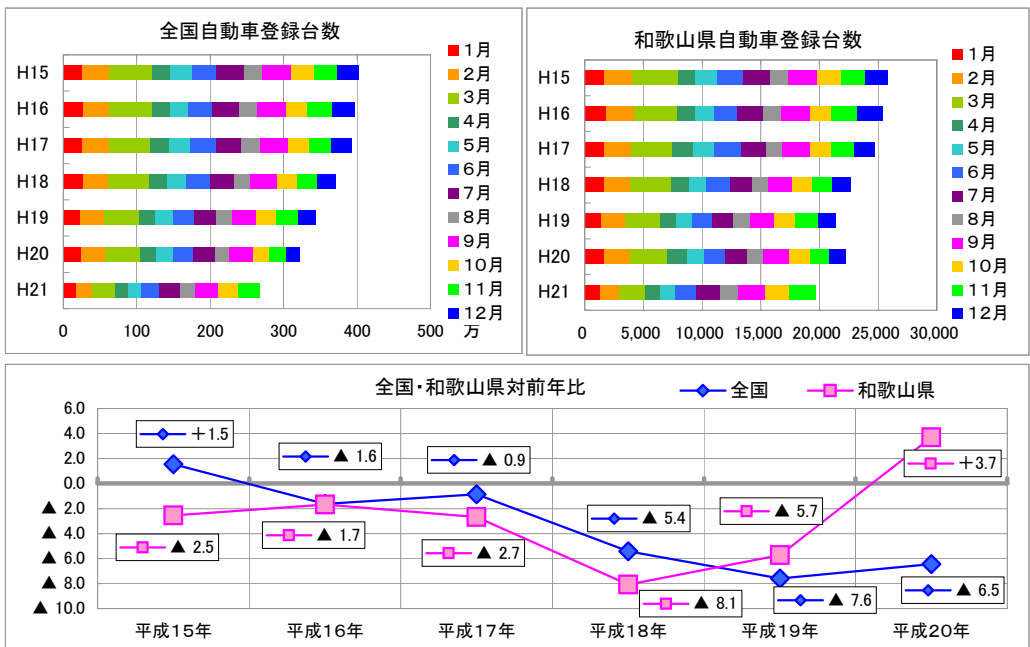 全国自動車登録台数
H15
H16
H17
H18
H19
H20
H21
0 100 200 300 400 500
万
1月
2月
3月
4月
5月
6月
7月
8月
9月
10月
11月
12月
和歌山県自動車登録台数
H15
H16
H17
H18
H19
H20
H21
0 5,000 10,000 15,000 20,000 25,000 30,000
1月
2月
3月
4月
5月
6月
7月
8月
9月
10月
11月
12月
全国・和歌山県対前年比
全国 和歌山県
6.0
4.0
2.0
0.0
▲ 2.0
▲ 4.0
▲ 6.0
▲ 8.0
▲ 10.0
＋1.5
▲ 1.6
▲ 0.9
▲ 5.4
▲ 7.6
▲ 6.5
▲ 2.5
▲ 1.7
▲ 2.7
▲ 8.1
▲ 5.7
＋3.7
平成15年 平成16年 平成17年 平成18年 平成19年 平成20年